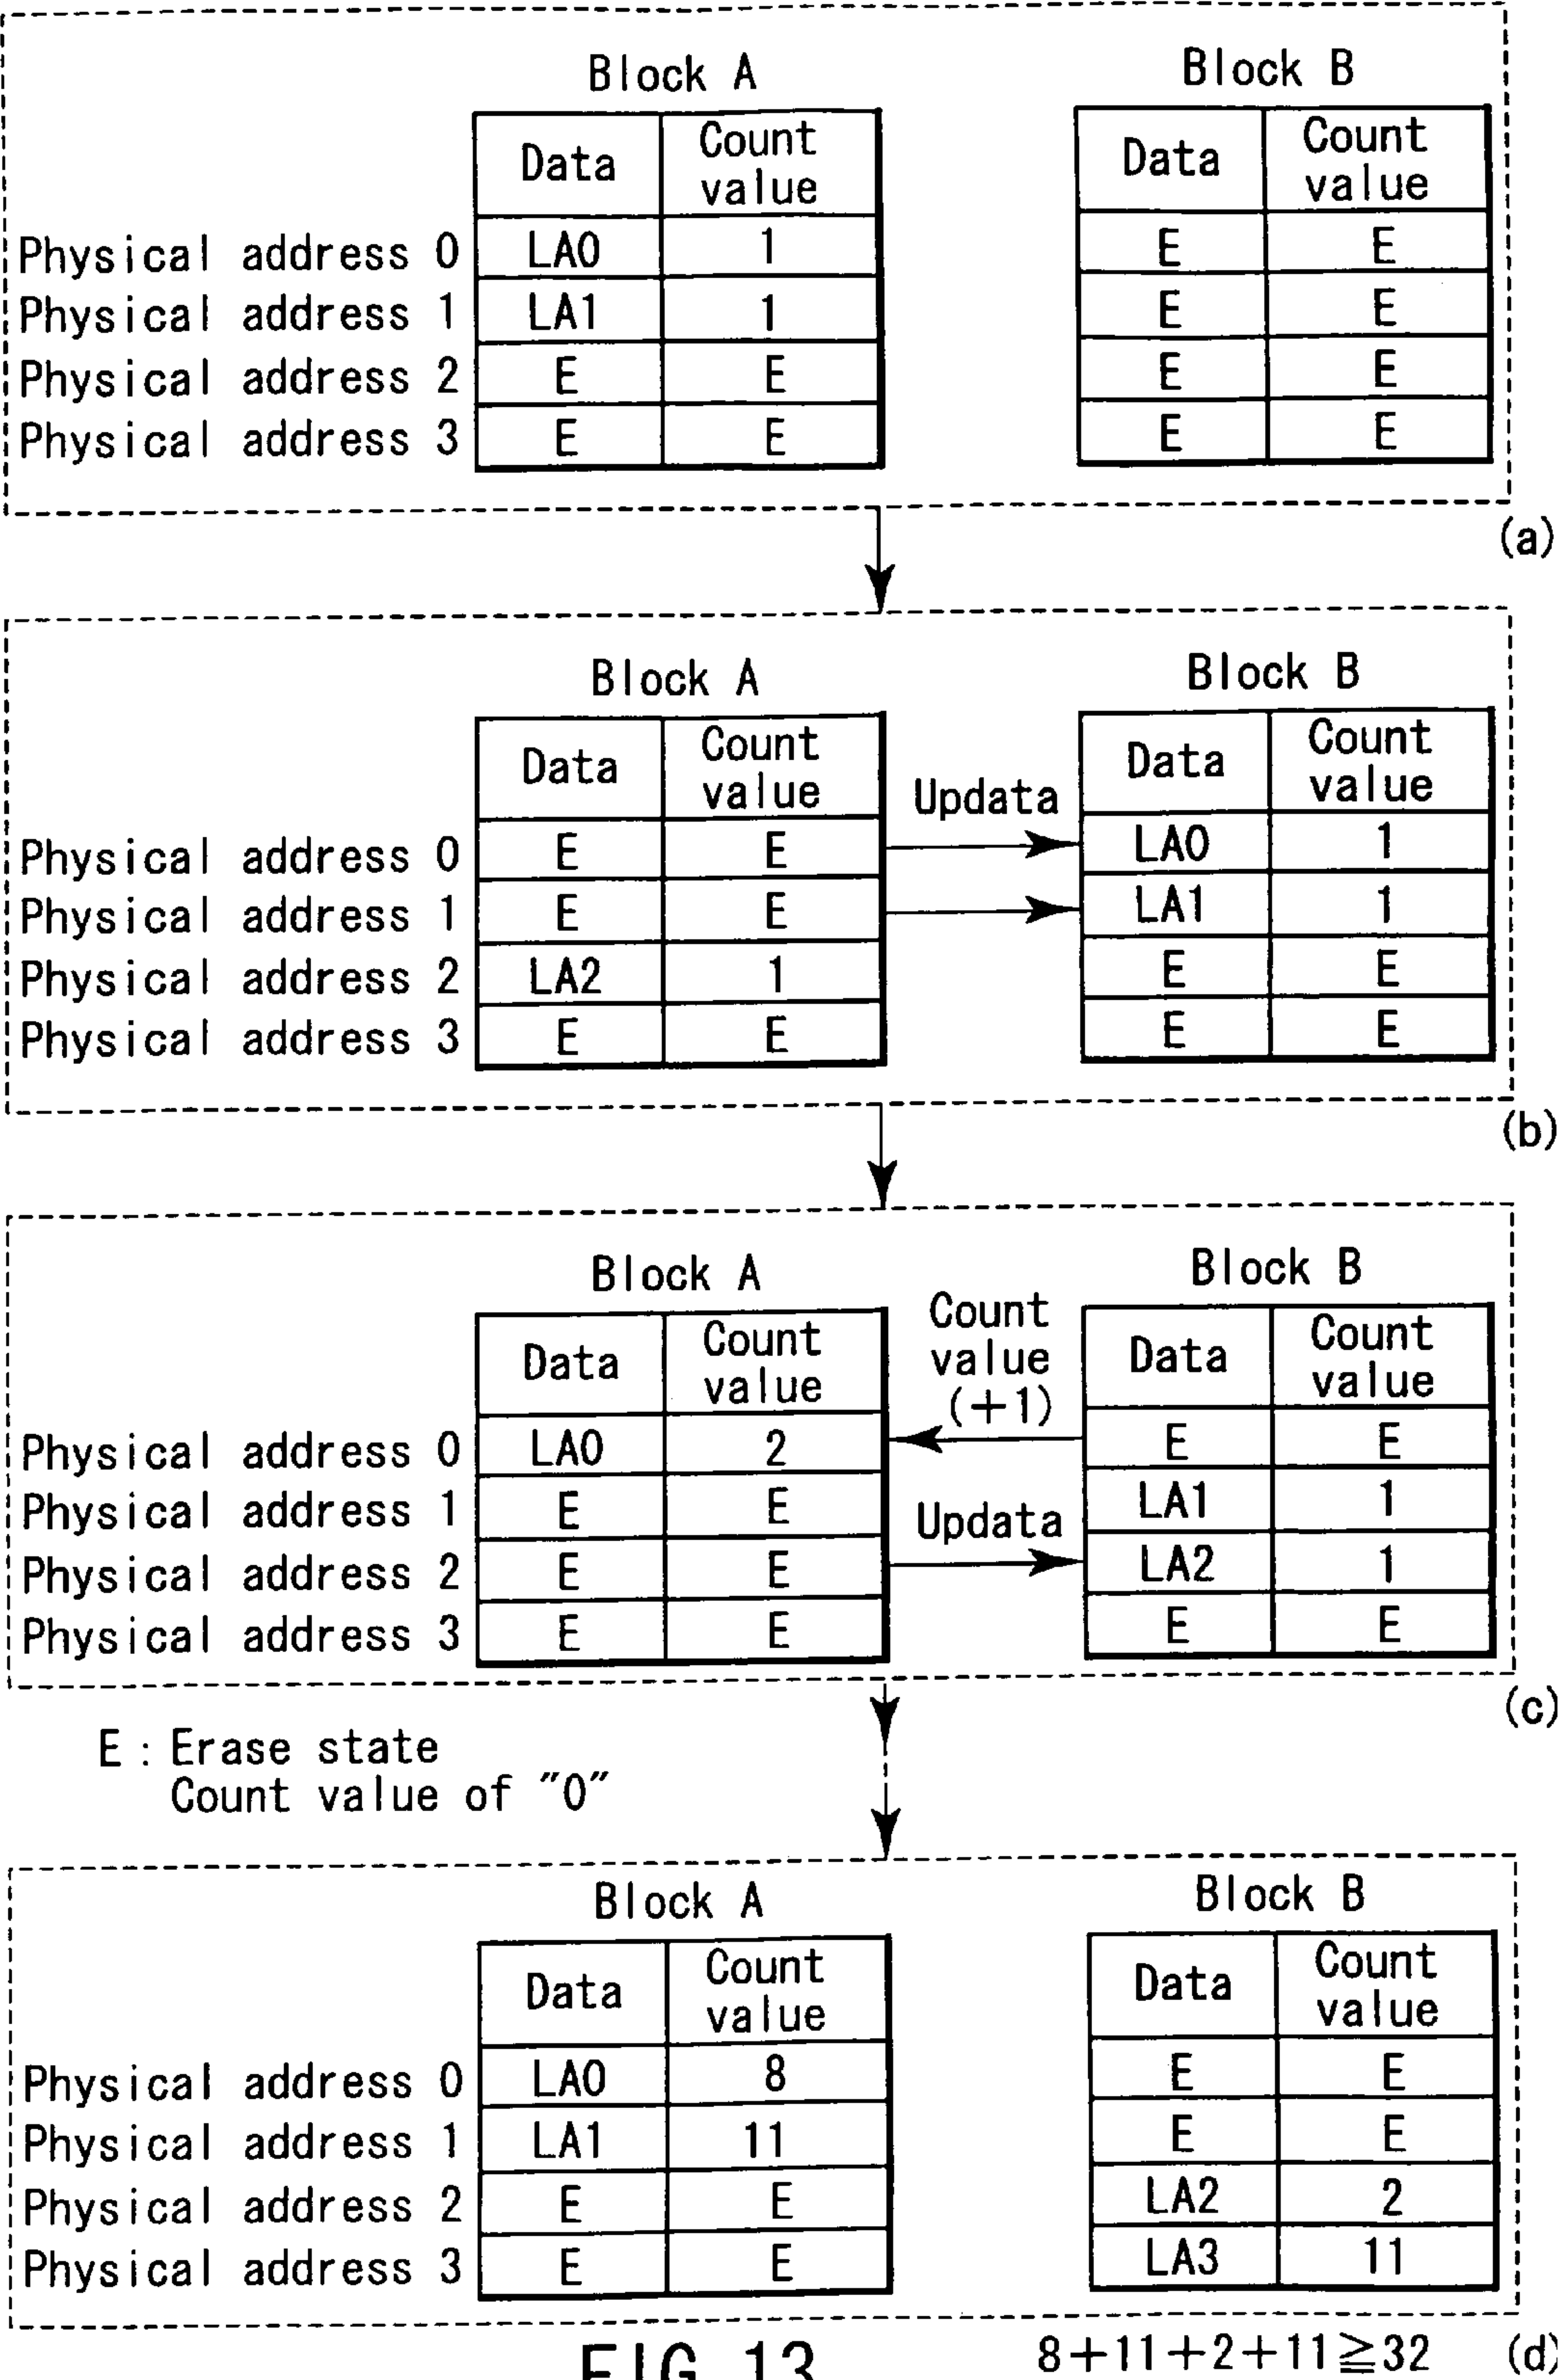 Block A Block B
Data Count value Data Count value
Physical address 0 LA0 1 E E
Physical address 1 LA1 1 E E
Physical address 2 E E E E
Physical address 3 E E E E
(a)
Block A Block B
Data Count value Updata Data Count value
Physical address 0 E E LA0 1
Physical address 1 E E LA1 1
Physical address 2 LA2 1 E E
Physical address 3 E E E E
(b)
Block A Block B
Data Count value Count value (+1) Data Count value
Physical address 0 LA0 2 E E
Physical address 1 E E Updata LA1 1
Physical address 2 E E LA2 1
Physical address 3 E E E E
(c)
E : Erase state
Count value of "0"
Block A Block B
Data Count value Data Count value
Physical address 0 LA0 8 E E
Physical address 1 LA1 11 E E
Physical address 2 E E LA2 2
Physical address 3 E E LA3 11
8+11+2+11≧32 (d)
FIG. 13